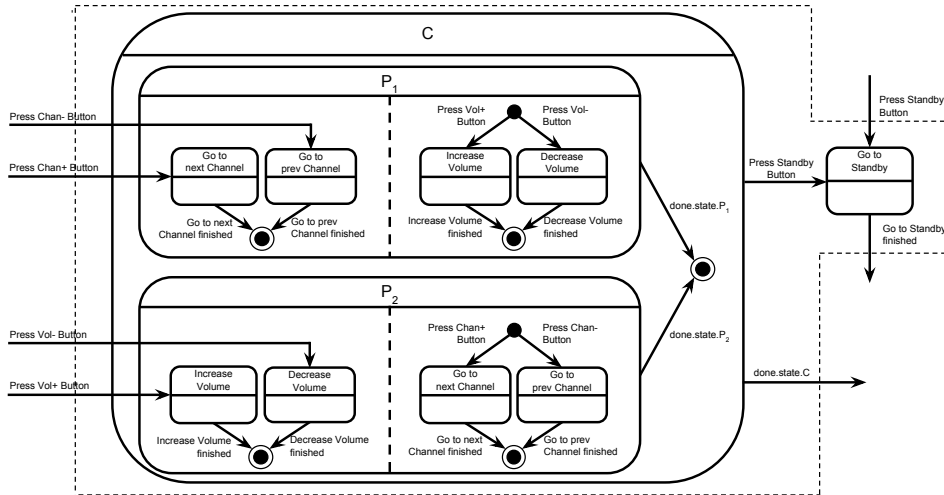 C
P1
Press Chan- Button
Press Chan+ Button
Go to
next Channel
Go to
prev Channel
Go to next
Channel finished
Go to prev
Channel finished
Press Vol+
Button
Press Vol-
Button
Increase
Volume
Decrease
Volume
Increase Volume
finished
Decrease Volume
finished
done.state.P1
Press Standby
Button
Press Standby
Button
Go to
Standby
Go to Standby
finished
P2
Press Vol- Button
Press Vol+ Button
Increase
Volume
Decrease
Volume
Increase Volume
finished
Decrease Volume
finished
Press Chan+
Button
Press Chan-
Button
Go to
next Channel
Go to
prev Channel
Go to next
Channel finished
Go to prev
Channel finished
done.state.P2
done.state.C